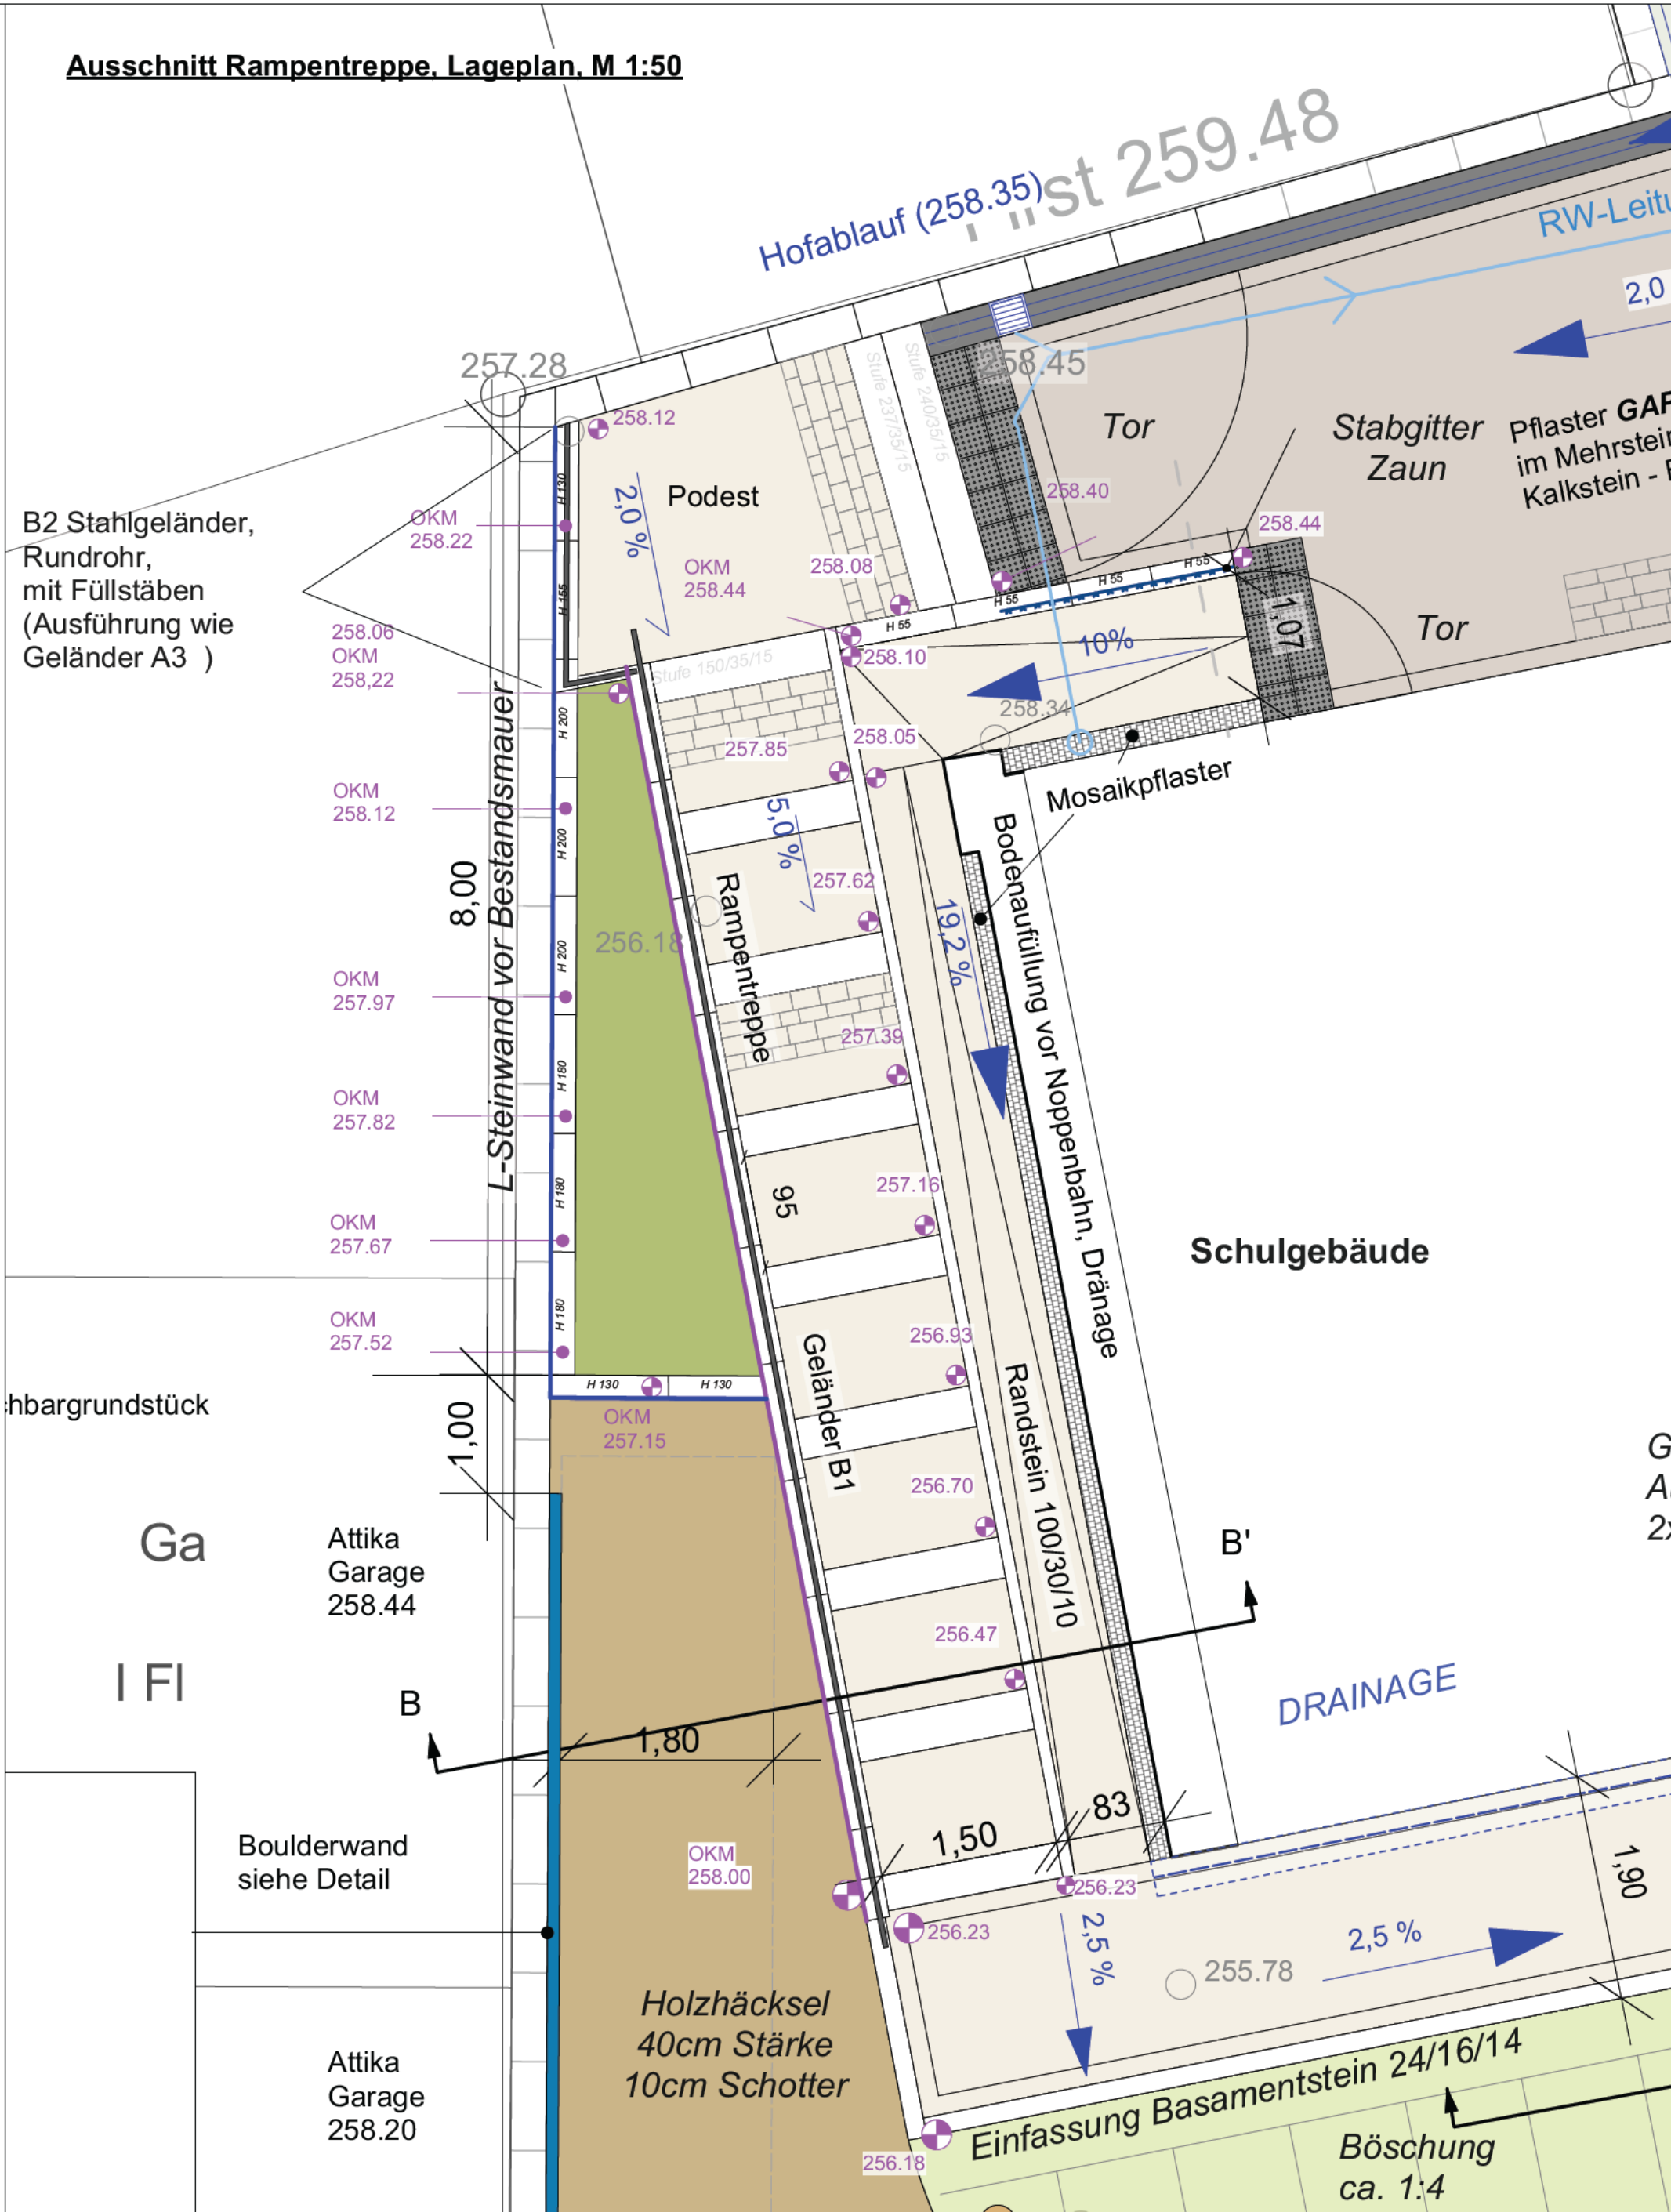 Ausschnitt Rampentreppe, Lageplan, M 1:50
st 259.48
Hofablauf (258.35)
RW-Leitu
2,0
257.28
258.45
258.12
Stufe 237/35/15
Stufe 240/35/15
Tor
Stabgitter
Zaun
Pflaster GAF
im Mehrstein
Kalkstein -
H 130
Podest
2,0 %
258.40
258.44
B2 Stahlgeländer,
Rundrohr,
mit Füllstäben
(Ausführung wie
Geländer A3 )
OKM
258.22
OKM
258.44
258.08
H 155
H 55
H 55
H 55
H 55
1,07
Tor
258.06
OKM
258,22
Stufe 150/35/15
258.10
10%
258.34
H 200
257.85
258.05
Mosaikpflaster
OKM
258.12
5,0 %
H 200
8,00
L-Steinwand vor Bestandsmauer
256.18
Rampentreppe
257.62
19,2 %
Bodenauffüllung vor Noppenbahn, Dränage
H 200
OKM
257.97
257.39
H 180
OKM
257.82
95
257.16
H 180
OKM
257.67
Schulgebäude
H 180
OKM
257.52
256.93
Geländer B1
Randstein 100/30/10
H 130
H 130
hbargrundstück
OKM
257.15
1,00
G
A
2x
256.70
Ga
Attika
Garage
258.44
B'
256.47
I Fl
B
1,80
DRAINAGE
83
1,50
Boulderwand
siehe Detail
OKM
258.00
256.23
1,90
256.23
2,5 %
2,5 %
255.78
Holzhäcksel
40cm Stärke
10cm Schotter
Attika
Garage
258.20
Einfassung Basamentstein 24/16/14
256.18
Böschung
ca. 1:4